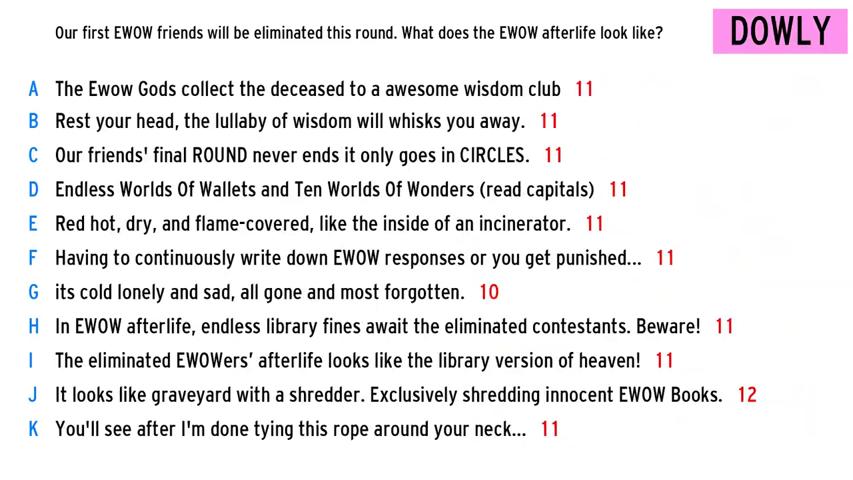 Our first EWOW friends will be eliminated this round. What does the EWOW afterlife look like?
DOWLY
A The Ewow Gods collect the deceased to a awesome wisdom club 11
B Rest your head, the lullaby of wisdom will whisks you away. 11
C Our friends' final ROUND never ends it only goes in CIRCLES. 11
D Endless Worlds Of Wallets and Ten Worlds Of Wonders (read capitals) 11
E Red hot, dry, and flame-covered, like the inside of an incinerator. 11
F Having to continuously write down EWOW responses or you get punished... 11
G its cold lonely and sad, all gone and most forgotten. 10
H In EWOW afterlife, endless library fines await the eliminated contestants. Beware! 11
I The eliminated EWOWers’ afterlife looks like the library version of heaven! 11
J It looks like graveyard with a shredder. Exclusively shredding innocent EWOW Books. 12
K You'll see after I'm done tying this rope around your neck... 11